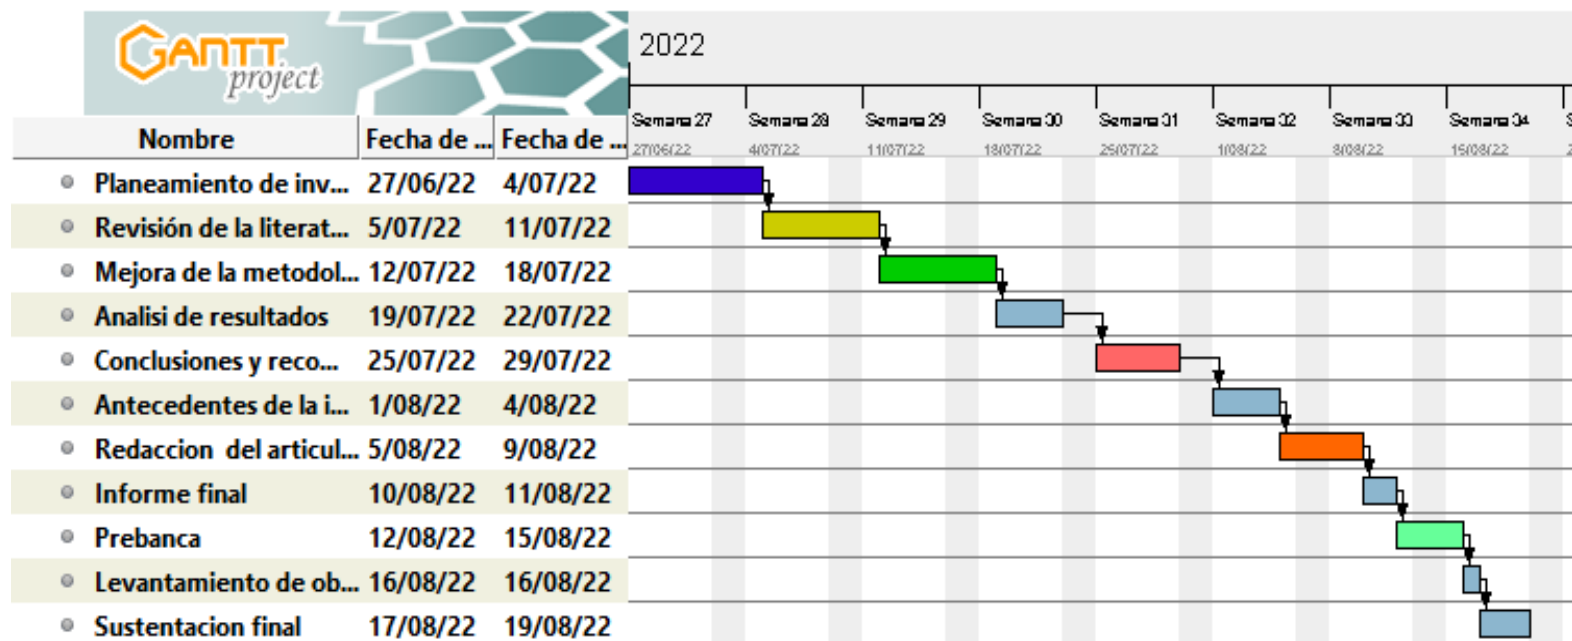 GANTT
project
2022
Semana 27 Semana 28 Semana 29 Semana 30 Semana 31 Semana 32 Semana 33 Semana 34
27/06/22 4/07/22 11/07/22 18/07/22 25/07/22 1/08/22 8/08/22 15/08/22
Nombre Fecha de ... Fecha de ...
Planeamiento de inv... 27/06/22 4/07/22
Revisión de la literat... 5/07/22 11/07/22
Mejora de la metodol... 12/07/22 18/07/22
Analisi de resultados 19/07/22 22/07/22
Conclusiones y reco... 25/07/22 29/07/22
Antecedentes de la i... 1/08/22 4/08/22
Redaccion del articul... 5/08/22 9/08/22
Informe final 10/08/22 11/08/22
Prebanca 12/08/22 15/08/22
Levantamiento de ob... 16/08/22 16/08/22
Sustentacion final 17/08/22 19/08/22